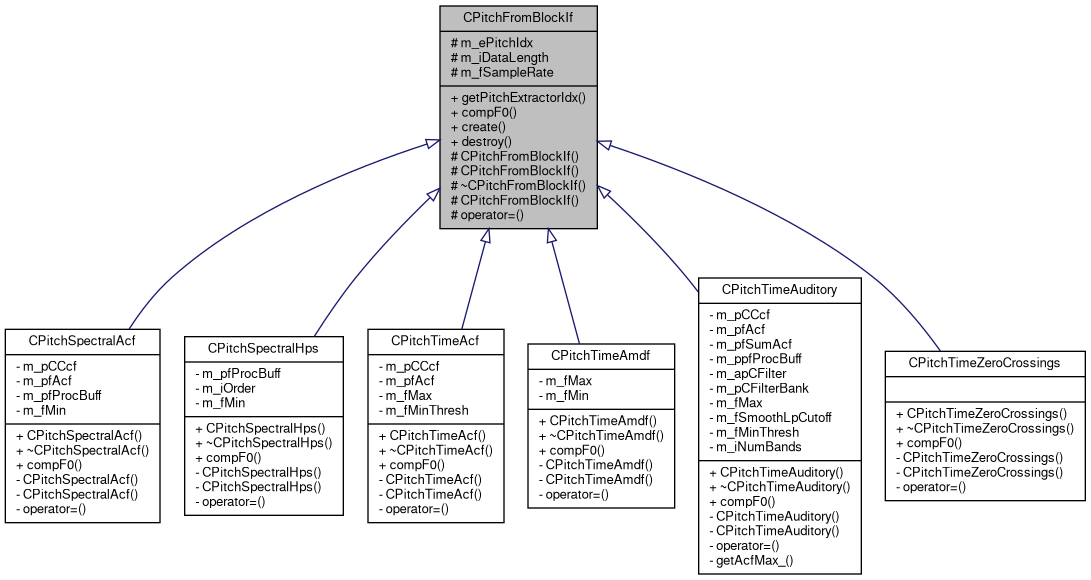 CPitchFromBlockIf
# m_ePitchIdx
# m_iDataLength
# m_fSampleRate
+ getPitchExtractorIdx()
+ compF0()
+ create()
+ destroy()
# CPitchFromBlockIf()
# CPitchFromBlockIf()
# ~CPitchFromBlockIf()
# CPitchFromBlockIf()
# operator=()
CPitchSpectralAcf
- m_pCCcf
- m_pfAcf
- m_pfProcBuff
- m_fMin
+ CPitchSpectralAcf()
+ ~CPitchSpectralAcf()
+ compF0()
- CPitchSpectralAcf()
- CPitchSpectralAcf()
- operator=()
CPitchSpectralHps
- m_pfProcBuff
- m_iOrder
- m_fMin
+ CPitchSpectralHps()
+ ~CPitchSpectralHps()
+ compF0()
- CPitchSpectralHps()
- CPitchSpectralHps()
- operator=()
CPitchTimeAcf
- m_pCCcf
- m_pfAcf
- m_fMax
- m_fMinThresh
+ CPitchTimeAcf()
+ ~CPitchTimeAcf()
+ compF0()
- CPitchTimeAcf()
- CPitchTimeAcf()
- operator=()
CPitchTimeAmdf
- m_fMax
- m_fMin
+ CPitchTimeAmdf()
+ ~CPitchTimeAmdf()
+ compF0()
- CPitchTimeAmdf()
- CPitchTimeAmdf()
- operator=()
CPitchTimeAuditory
- m_pCCcf
- m_pfAcf
- m_pfSumAcf
- m_ppfProcBuff
- m_apCFilter
- m_pCFilterBank
- m_fMax
- m_fSmoothLpCutoff
- m_fMinThresh
- m_iNumBands
+ CPitchTimeAuditory()
+ ~CPitchTimeAuditory()
+ compF0()
- CPitchTimeAuditory()
- CPitchTimeAuditory()
- operator=()
- getAcfMax_()
CPitchTimeZeroCrossings
+ CPitchTimeZeroCrossings()
+ ~CPitchTimeZeroCrossings()
+ compF0()
- CPitchTimeZeroCrossings()
- CPitchTimeZeroCrossings()
- operator=()